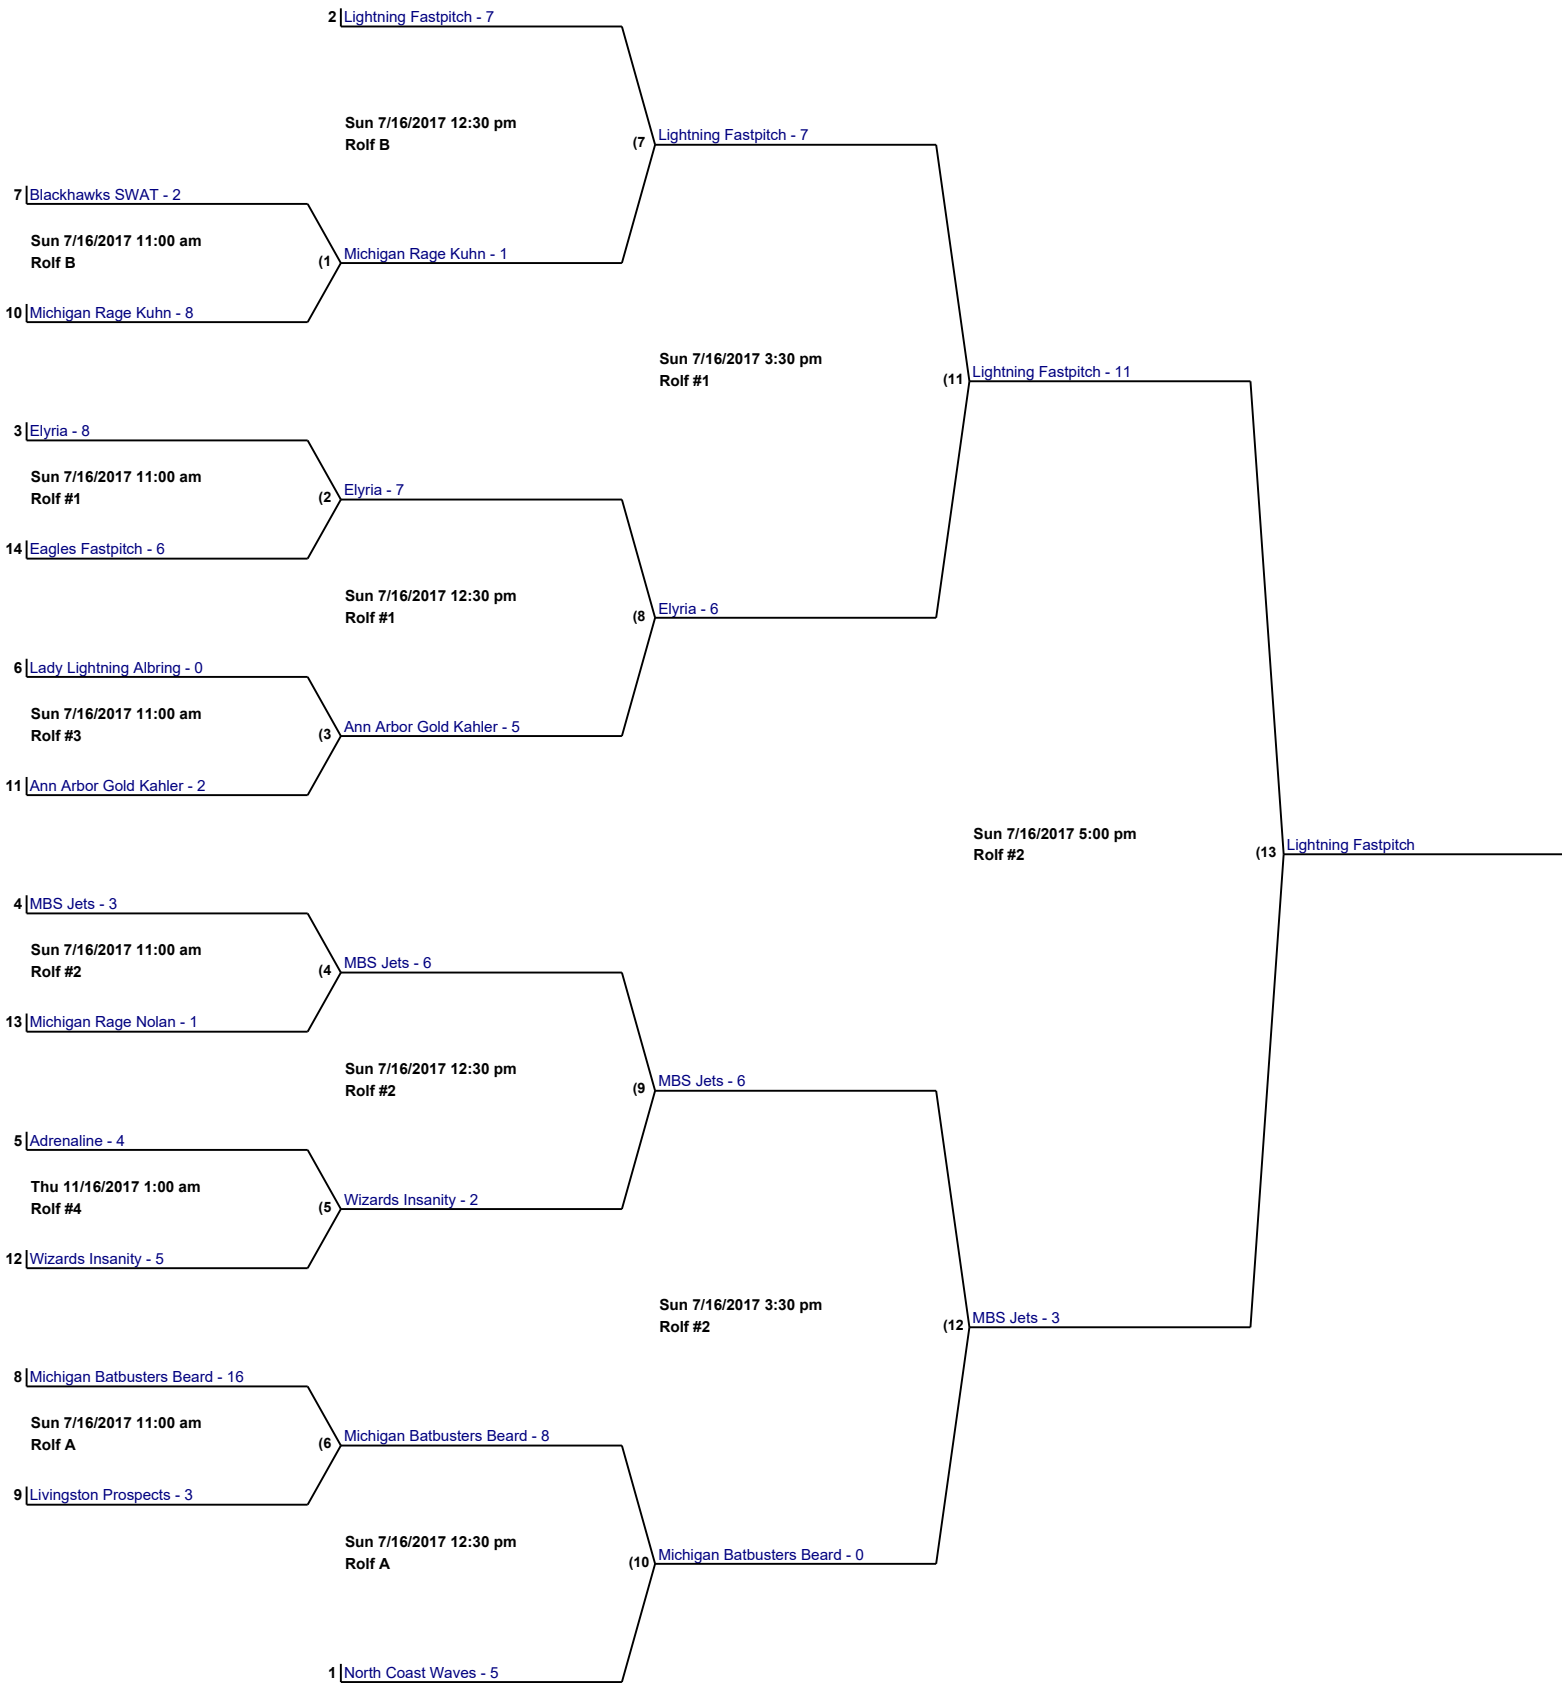 2 Lightning Fastpitch - 7
Sun 7/16/2017 12:30 pm
Rolf B
(7 Lightning Fastpitch - 7
7 Blackhawks SWAT - 2
Sun 7/16/2017 11:00 am
Rolf B
(1 Michigan Rage Kuhn - 1
10 Michigan Rage Kuhn - 8
Sun 7/16/2017 3:30 pm
Rolf #1
(11 Lightning Fastpitch - 11
3 Elyria - 8
Sun 7/16/2017 11:00 am
Rolf #1
(2 Elyria - 7
14 Eagles Fastpitch - 6
Sun 7/16/2017 12:30 pm
Rolf #1
(8 Elyria - 6
6 Lady Lightning Albring - 0
Sun 7/16/2017 11:00 am
Rolf #3
(3 Ann Arbor Gold Kahler - 5
11 Ann Arbor Gold Kahler - 2
Sun 7/16/2017 5:00 pm
Rolf #2
(13 Lightning Fastpitch
4 MBS Jets - 3
Sun 7/16/2017 11:00 am
Rolf #2
(4 MBS Jets - 6
13 Michigan Rage Nolan - 1
Sun 7/16/2017 12:30 pm
Rolf #2
(9 MBS Jets - 6
5 Adrenaline - 4
Thu 11/16/2017 1:00 am
Rolf #4
(5 Wizards Insanity - 2
12 Wizards Insanity - 5
Sun 7/16/2017 3:30 pm
Rolf #2
(12 MBS Jets - 3
8 Michigan Batbusters Beard - 16
Sun 7/16/2017 11:00 am
Rolf A
(6 Michigan Batbusters Beard - 8
9 Livingston Prospects - 3
Sun 7/16/2017 12:30 pm
Rolf A
(10 Michigan Batbusters Beard - 0
1 North Coast Waves - 5